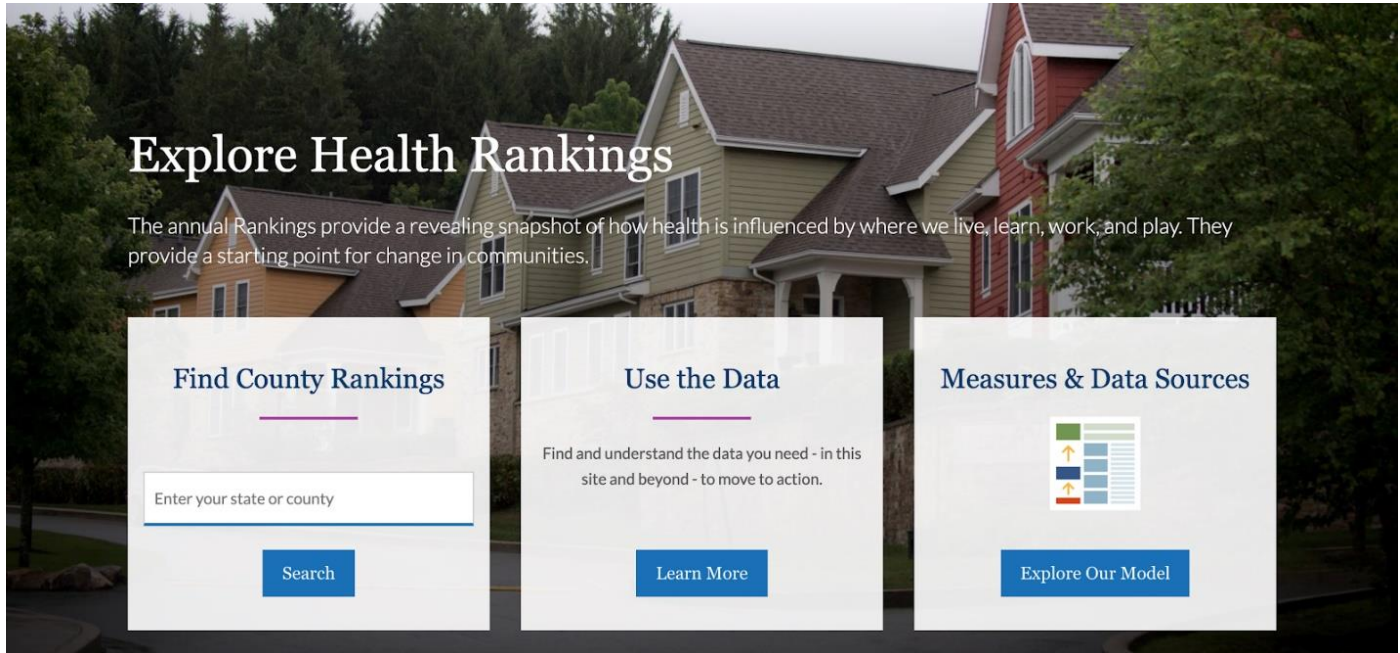 Explore Health Rankings
The annual Rankings provide a revealing snapshot of how health is influenced by where we live, learn, work, and play. They
provide a starting point for change in communities.
Find County Rankings
Enter your state or county
Search
Use the Data
Find and understand the data you need - in this
site and beyond - to move to action.
Learn More
Measures & Data Sources
Explore Our Model